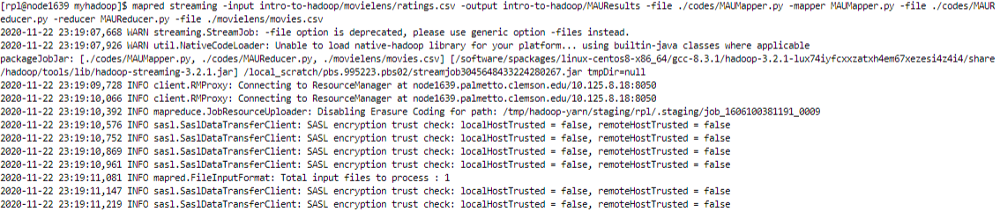 [rpl@node1639 myhadoop]$ mapred streaming -input intro-to-hadoop/movielens/ratings.csv -output intro-to-hadoop/MAUResults -file ./codes/MAUMapper.py -mapper MAUMapper.py -file ./codes/MAUR
educer.py -reducer MAUReducer.py -file ./movielens/movies.csv
2020-11-22 23:19:07,668 WARN streaming.StreamJob: -file option is deprecated, please use generic option -files instead.
2020-11-22 23:19:07,926 WARN util.NativeCodeLoader: Unable to load native-hadoop library for your platform... using builtin-java classes where applicable
packageJobJar: [./codes/MAUMapper.py, ./codes/MAUReducer.py, ./movielens/movies.csv] [/software/spackages/linux-centos8-x86_64/gcc-8.3.1/hadoop-3.2.1-lux74iyfcxxzatxh4em67xezesi4z4i4/share
/hadoop/tools/lib/hadoop-streaming-3.2.1.jar] /local_scratch/pbs.995223.pbs02/streamjob3045648433224280267.jar tmpDir=null
2020-11-22 23:19:09,728 INFO client.RMProxy: Connecting to ResourceManager at node1639.palmetto.clemson.edu/10.125.8.18:8050
2020-11-22 23:19:10,066 INFO client.RMProxy: Connecting to ResourceManager at node1639.palmetto.clemson.edu/10.125.8.18:8050
2020-11-22 23:19:10,392 INFO mapreduce.JobResourceUploader: Disabling Erasure Coding for path: /tmp/hadoop-yarn/staging/rpl/.staging/job_1606100381191_0009
2020-11-22 23:19:10,576 INFO sasl.SaslDataTransferClient: SASL encryption trust check: localHostTrusted = false, remoteHostTrusted = false
2020-11-22 23:19:10,752 INFO sasl.SaslDataTransferClient: SASL encryption trust check: localHostTrusted = false, remoteHostTrusted = false
2020-11-22 23:19:10,869 INFO sasl.SaslDataTransferClient: SASL encryption trust check: localHostTrusted = false, remoteHostTrusted = false
2020-11-22 23:19:10,961 INFO sasl.SaslDataTransferClient: SASL encryption trust check: localHostTrusted = false, remoteHostTrusted = false
2020-11-22 23:19:11,081 INFO mapred.FileInputFormat: Total input files to process : 1
2020-11-22 23:19:11,147 INFO sasl.SaslDataTransferClient: SASL encryption trust check: localHostTrusted = false, remoteHostTrusted = false
2020-11-22 23:19:11,219 INFO sasl.SaslDataTransferClient: SASL encryption trust check: localHostTrusted = false, remoteHostTrusted = false